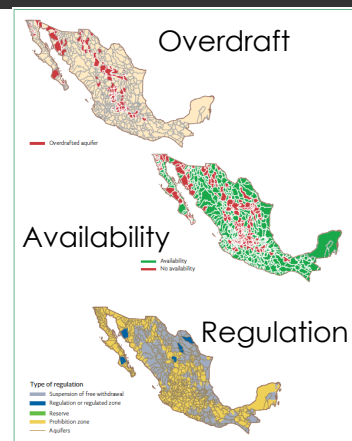 Overdraft
Overdrafted aquifer
Availability
Availability
No availability
Regulation
Type of regulation
Suspension of free withdrawal
Regulation or regulated zone
Reserve
Prohibition zone
Aquifers